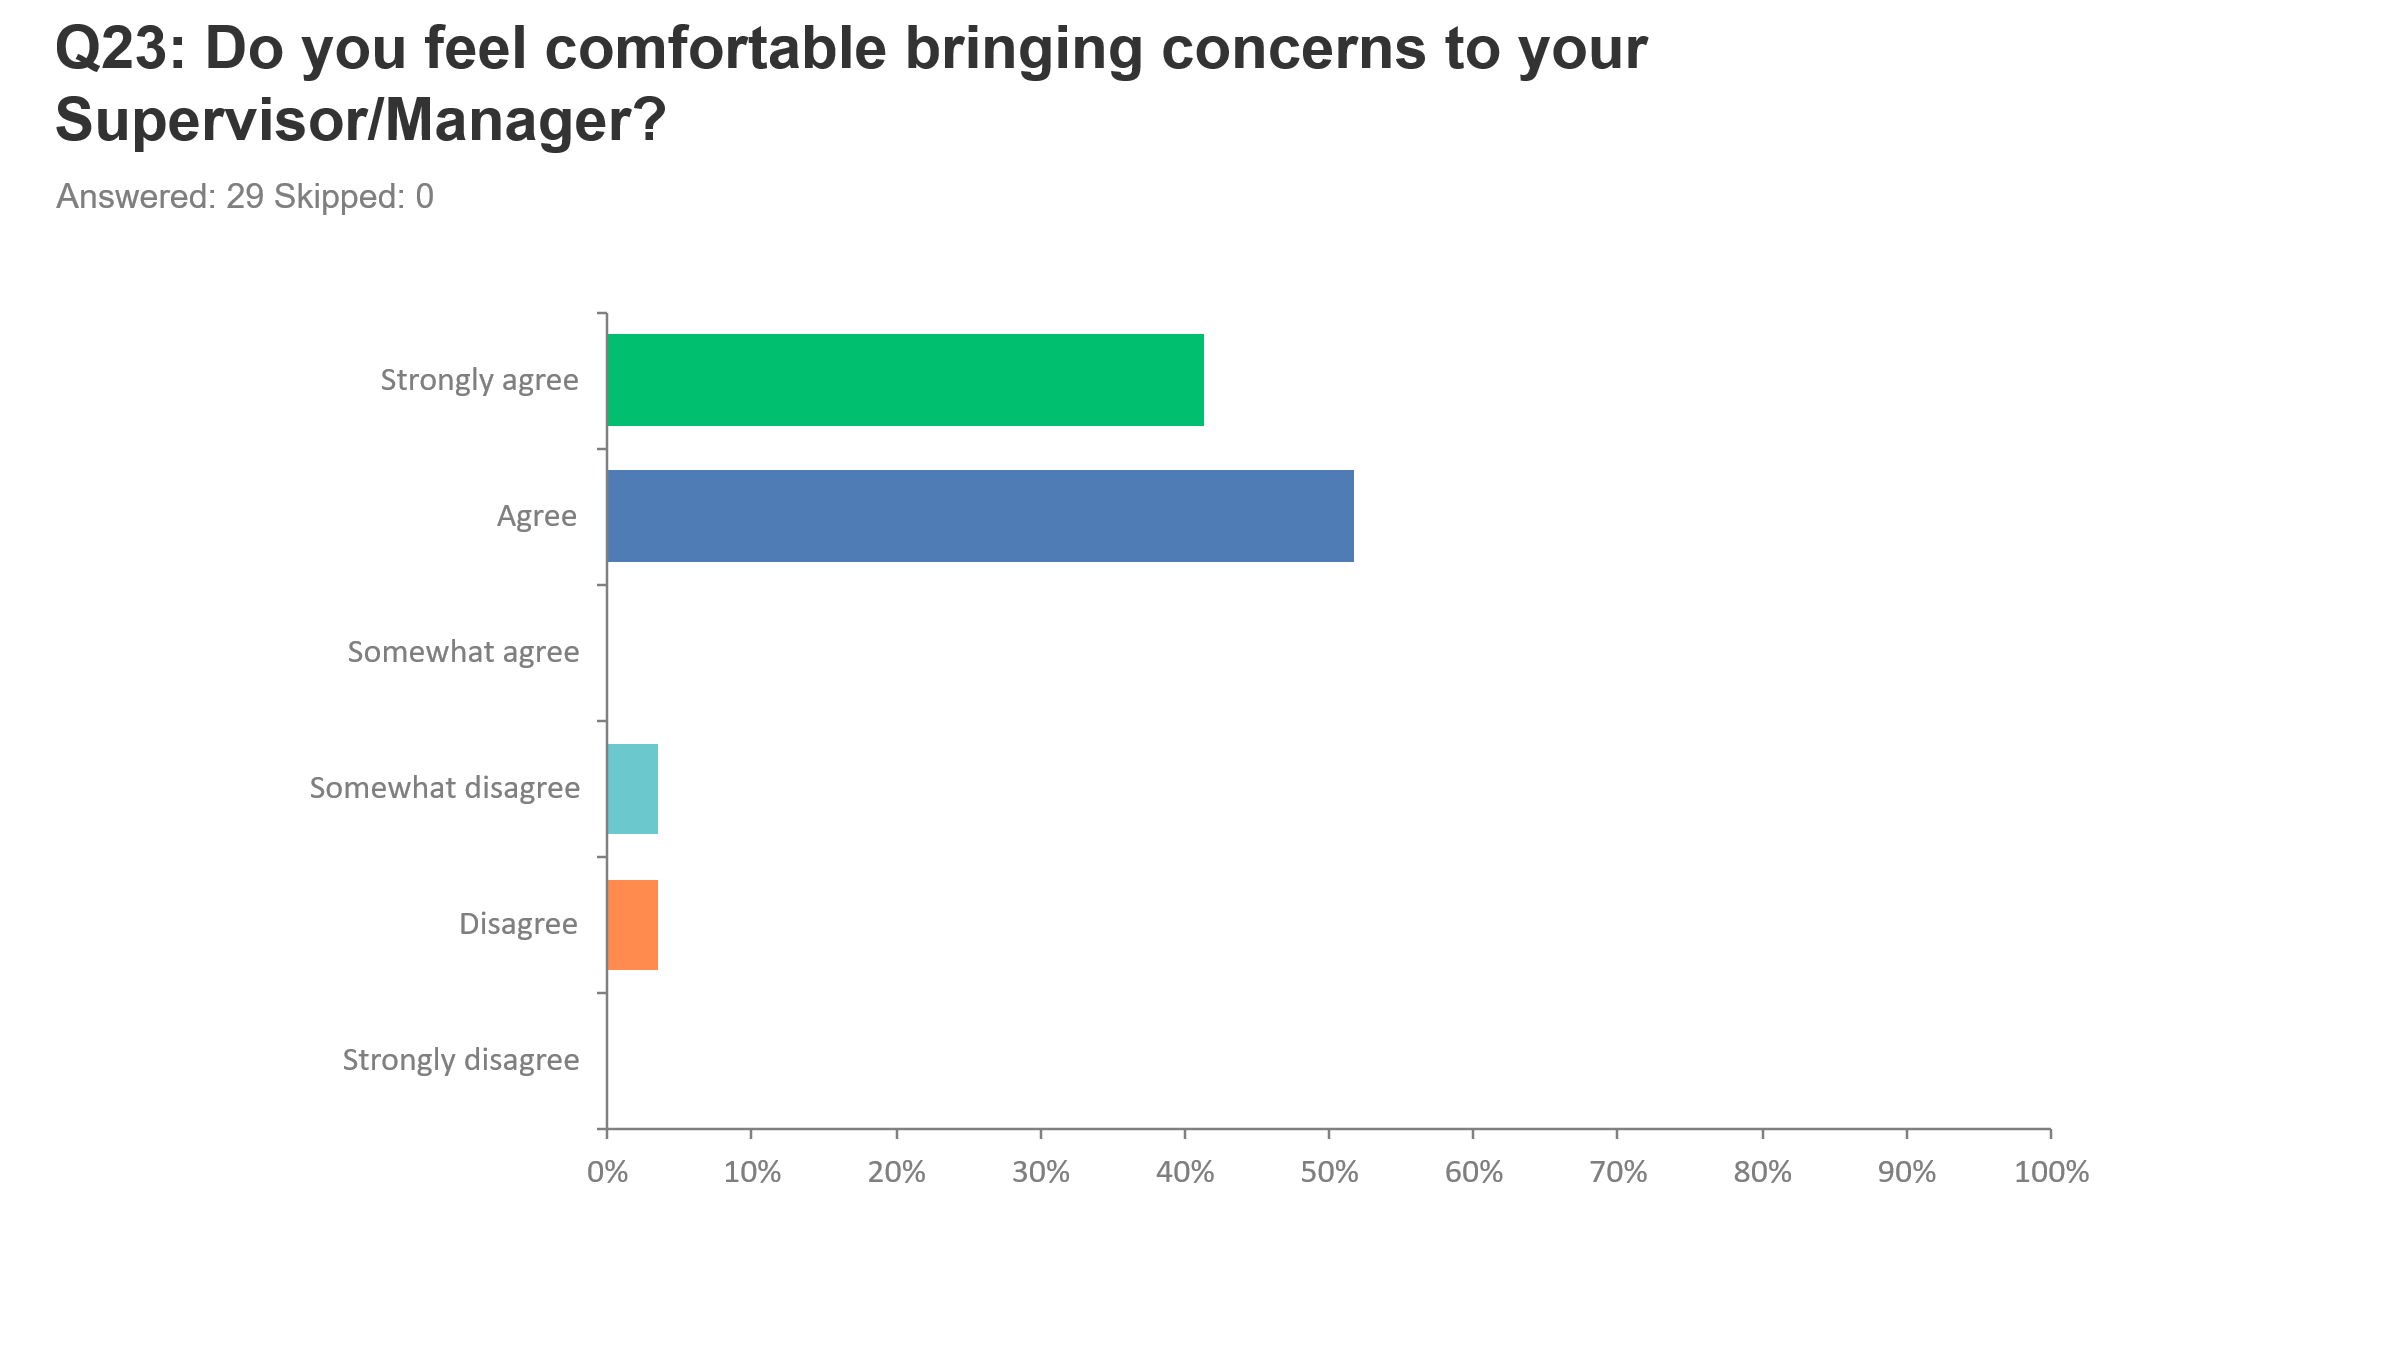 Q23: Do you feel comfortable bringing concerns to your
Supervisor/Manager?
Answered: 29 Skipped: 0
Strongly agree
Agree
Somewhat agree
Somewhat disagree
Disagree
Strongly disagree
0% 10% 20% 30% 40% 50% 60% 70% 80% 90% 100%